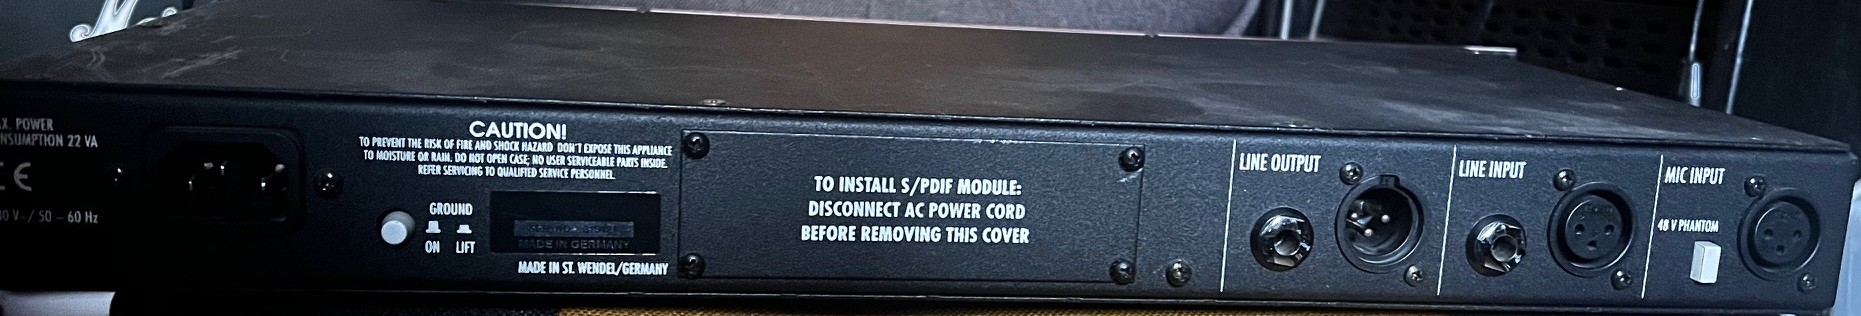 POWER
22 VA
CE
50 - 60 Hz
CAUTION!
TO PREVENT THE RISK OF FIRE AND SHOCK HAZARD DON'T EXPOSE THIS APPLIANCE
TO MOISTURE OR RAIN. DO NOT OPEN CASE; NO USER SERVICEABLE PARTS INSIDE.
REFER SERVICING TO QUALIFIED SERVICE PERSONNEL.
GROUND
ON LIFT
MADE IN GERMANY
MADE IN ST. WENDEL/GERMANY
TO INSTALL S/PDIF MODULE:
DISCONNECT AC POWER CORD
BEFORE REMOVING THIS COVER
LINE OUTPUT
LINE INPUT
MIC INPUT
48 V PHANTOM